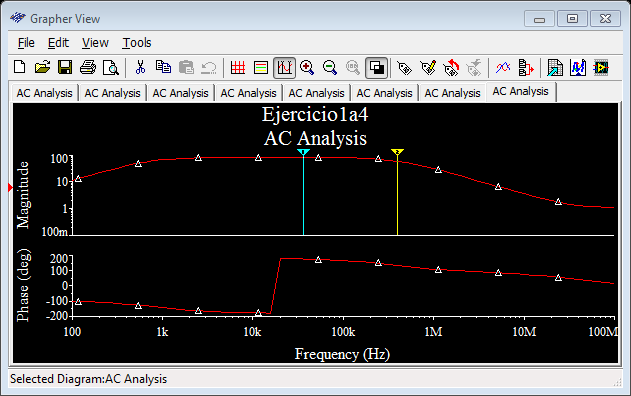 Grapher View
File Edit View Tools
AC Analysis AC Analysis AC Analysis AC Analysis AC Analysis AC Analysis AC Analysis AC Analysis
Ejercicio1a4
AC Analysis
1 2
Magnitude
100
10
1
100m
Phase (deg)
200
100
0
-100
-200
100 1k 10k 100k 1M 10M 100M
Frequency (Hz)
Selected Diagram:AC Analysis